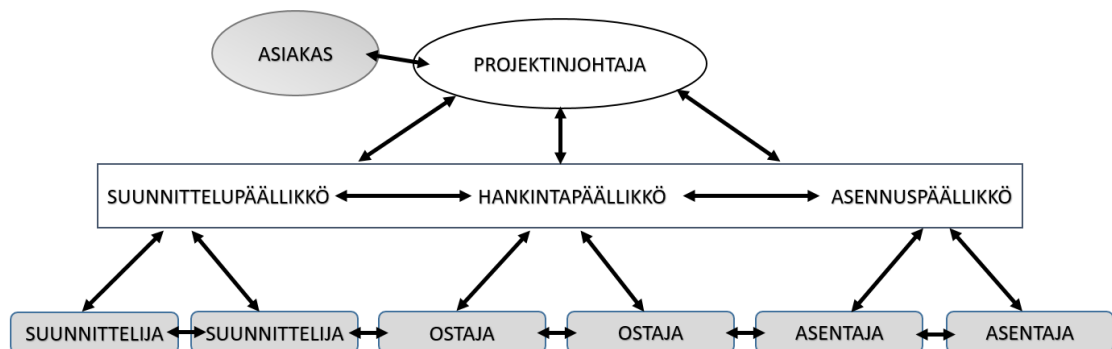 ASIAKAS
PROJEKTINJOHTAJA
SUUNNITTELUPÄÄLLIKKÖ
HANKINTAPÄÄLLIKKÖ
ASENNUSPÄÄLLIKKÖ
SUUNNITTELIJA
SUUNNITTELIJA
OSTAJA
OSTAJA
ASENTAJA
ASENTAJA